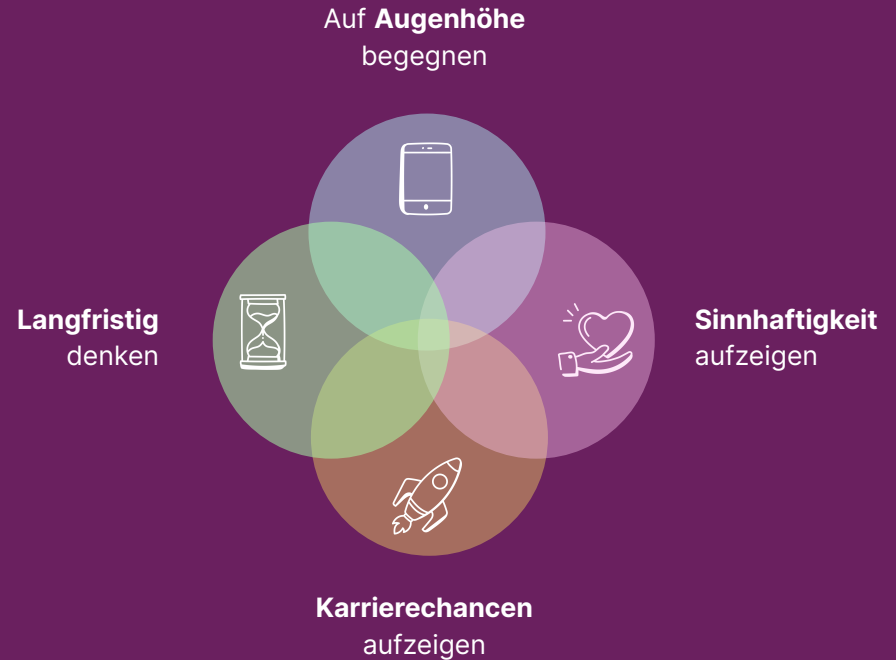 Auf Augenhöhe
begegnen
Langfristig
denken
Sinnhaftigkeit
aufzeigen
Karrierechancen
aufzeigen